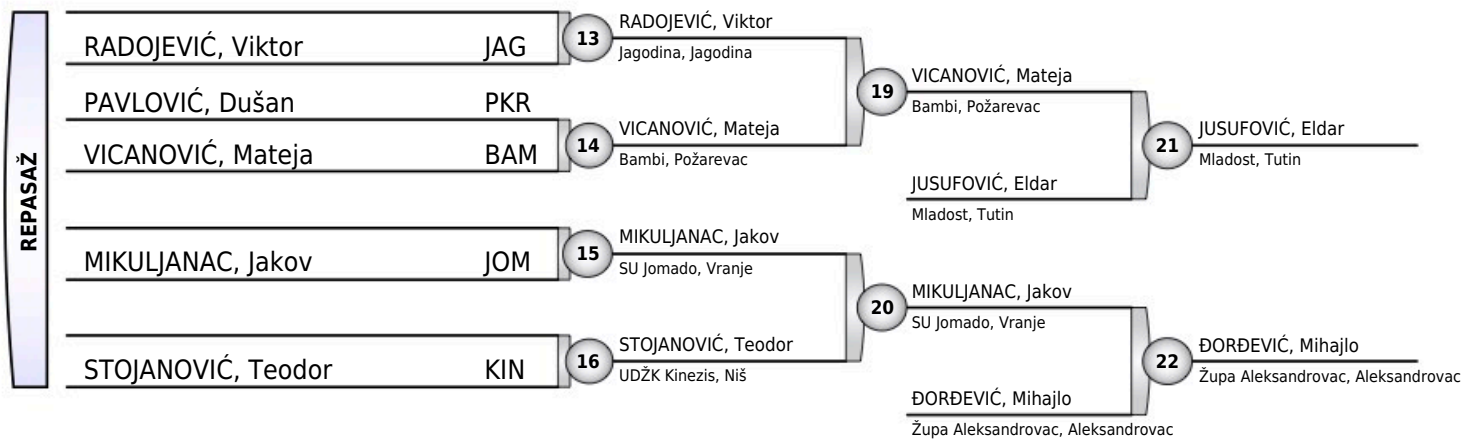 REPASAŽ
RADOJEVIĆ, Viktor JAG
PAVLOVIĆ, Dušan PKR
VICANOVIĆ, Mateja BAM
MIKULJANAC, Jakov JOM
STOJANOVIĆ, Teodor KIN
13
RADOJEVIĆ, Viktor
Jagodina, Jagodina
14
VICANOVIĆ, Mateja
Bambi, Požarevac
15
MIKULJANAC, Jakov
SU Jomado, Vranje
16
STOJANOVIĆ, Teodor
UDŽK Kinezis, Niš
19
VICANOVIĆ, Mateja
Bambi, Požarevac
JUSUFOVIĆ, Eldar
Mladost, Tutin
20
MIKULJANAC, Jakov
SU Jomado, Vranje
ĐORĐEVIĆ, Mihajlo
Župa Aleksandrovac, Aleksandrovac
21
JUSUFOVIĆ, Eldar
Mladost, Tutin
22
ĐORĐEVIĆ, Mihajlo
Župa Aleksandrovac, Aleksandrovac